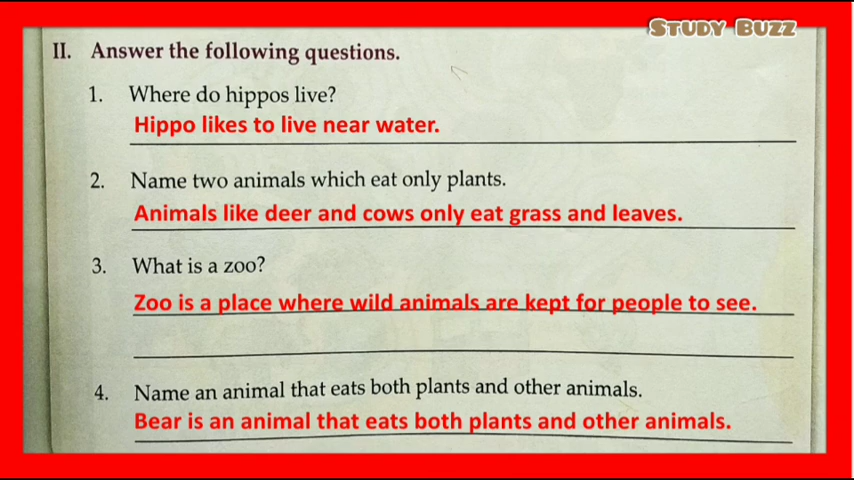 STUDY BUZZ
II. Answer the following questions.
1. Where do hippos live?
Hippo likes to live near water.
2. Name two animals which eat only plants.
Animals like deer and cows only eat grass and leaves.
3. What is a zoo?
Zoo is a place where wild animals are kept for people to see.
4. Name an animal that eats both plants and other animals.
Bear is an animal that eats both plants and other animals.